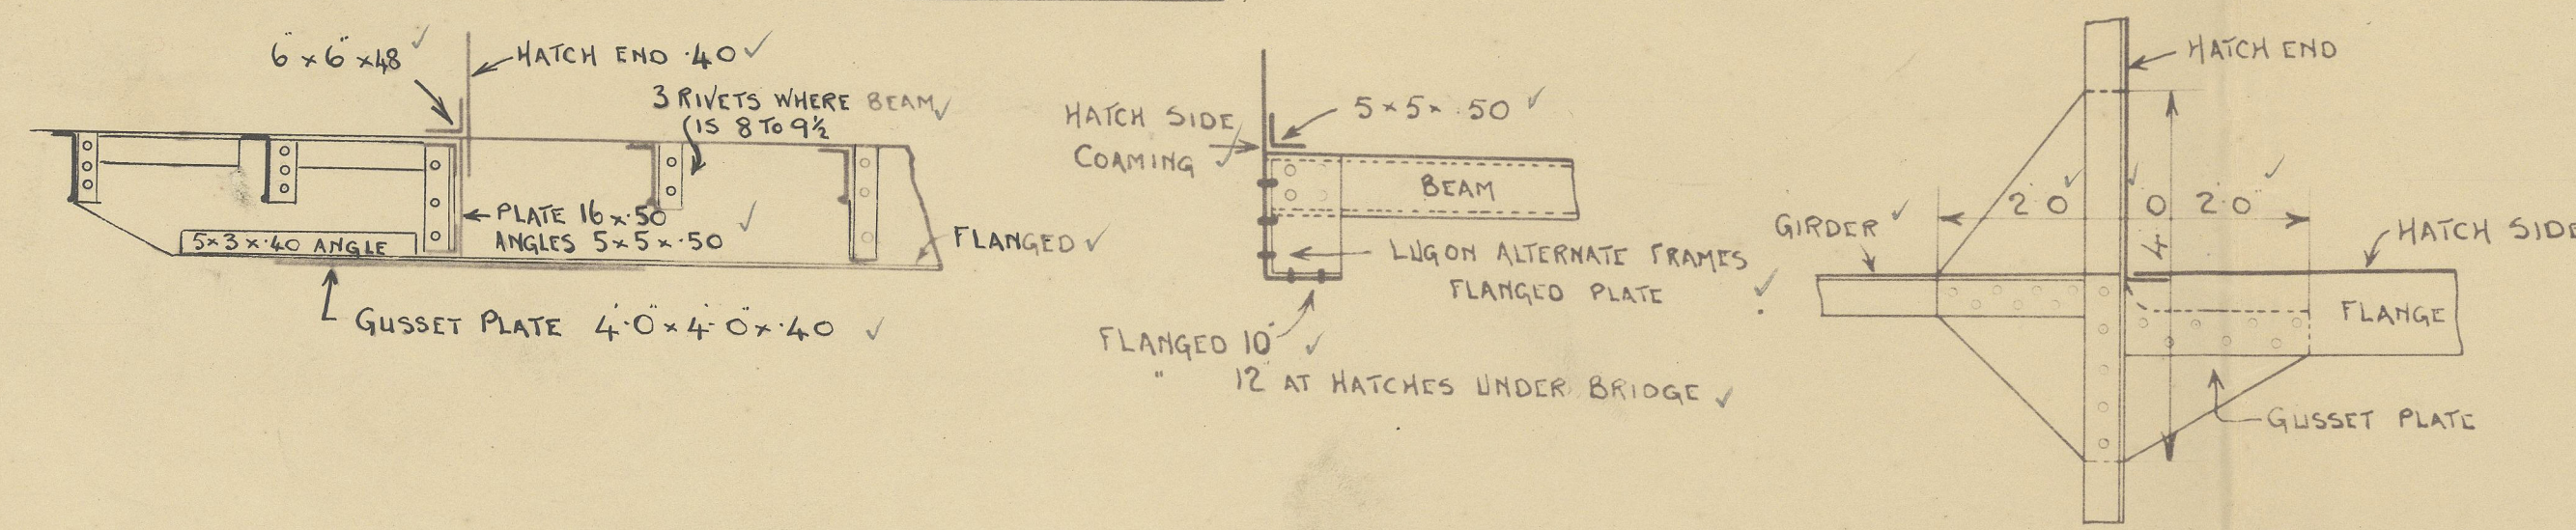 6" x 6" x 48
HATCH END .40
3 RIVETS WHERE BEAM
IS 8 TO 9½
PLATE 16 x .50
ANGLES 5 x 5 x .50
5 x 3 x .40 ANGLE
FLANGED
GUSSET PLATE 4'.0" x 4'.0" x .40
HATCH SIDE
COAMING
5 x 5 x .50
BEAM
LUG ON ALTERNATE FRAMES
FLANGED PLATE
FLANGED 10"
" 12" AT HATCHES UNDER BRIDGE
HATCH END
GIRDER
2'0"
4'0"
2'0"
HATCH SIDE
FLANGE
GUSSET PLATE